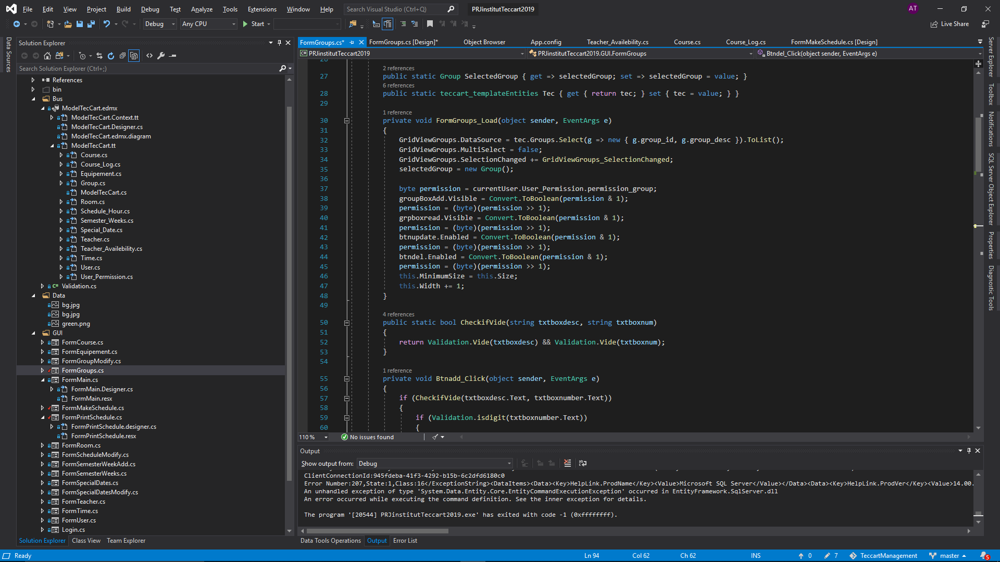 File Edit View Project Build Debug Test Analyze Tools Extensions Window Help Search Visual Studio (Ctrl+Q) PRJinstitutTeccart2019 AT
Debug Any CPU Start Live Share
Data Sources
Solution Explorer
Search Solution Explorer (Ctrl+;)
References
bin
Bus
ModelTecCart.edmx
ModelTecCart.Context.tt
ModelTecCart.Designer.cs
ModelTecCart.edmx.diagram
ModelTecCart.tt
Course.cs
Course_Log.cs
Equipement.cs
Group.cs
ModelTecCart.cs
Room.cs
Schedule_Hour.cs
Semester_Weeks.cs
Special_Date.cs
Teacher.cs
Teacher_Availebility.cs
Time.cs
User.cs
User_Permission.cs
C# Validation.cs
Data
bg.jpg
bg.jpg
green.png
GUI
FormCourse.cs
FormEquipement.cs
FormGroupModify.cs
FormGroups.cs
FormMain.cs
FormMain.Designer.cs
FormMain.resx
FormMakeSchedule.cs
FormPrintSchedule.cs
FormPrintSchedule.designer.cs
FormPrintSchedule.resx
FormRoom.cs
FormScheduleModify.cs
FormSemesterWeekAdd.cs
FormSemesterWeeks.cs
FormSpecialDates.cs
FormSpecialDatesModify.cs
FormTeacher.cs
FormTime.cs
FormUser.cs
Login.cs
Solution Explorer Class View Team Explorer
FormGroups.cs* FormGroups.cs [Design]* Object Browser App.config Teacher_Availebility.cs Course.cs Course_Log.cs FormMakeSchedule.cs [Design]
C# PRJinstitutTeccart2019 PRJinstitutTeccart2019.GUI.FormGroups Btndel_Click(object sender, EventArgs e)
26
2 references
27 public static Group SelectedGroup { get => selectedGroup; set => selectedGroup = value; }
6 references
28 public static teccart_templateEntities Tec { get { return tec; } set { tec = value; } }
29
1 reference
30 private void FormGroups_Load(object sender, EventArgs e)
31 {
32 GridViewGroups.DataSource = tec.Groups.Select(g => new { g.group_id, g.group_desc }).ToList();
33 GridViewGroups.MultiSelect = false;
34 GridViewGroups.SelectionChanged += GridViewGroups_SelectionChanged;
35 selectedGroup = new Group();
36
37 byte permission = currentUser.User_Permission.permission_group;
38 groupBoxAdd.Visible = Convert.ToBoolean(permission & 1);
39 permission = (byte)(permission >> 1);
40 grpboxread.Visible = Convert.ToBoolean(permission & 1);
41 permission = (byte)(permission >> 1);
42 btnupdate.Enabled = Convert.ToBoolean(permission & 1);
43 permission = (byte)(permission >> 1);
44 btndel.Enabled = Convert.ToBoolean(permission & 1);
45 permission = (byte)(permission >> 1);
46 this.MinimumSize = this.Size;
47 this.Width += 1;
48 }
49
4 references
50 public static bool CheckifVide(string txtboxdesc, string txtboxnum)
51 {
52 return Validation.Vide(txtboxdesc) && Validation.Vide(txtboxnum);
53 }
54
1 reference
55 private void Btnadd_Click(object sender, EventArgs e)
56 {
57 if (CheckifVide(txtboxdesc.Text, txtboxnumber.Text))
58 {
59 if (Validation.isdigit(txtboxnumber.Text))
60 {
110 % No issues found
Output
Show output from: Debug
ClientConnectionId:945fdeba-41f3-4292-b15b-6c2dfd6180c0
Error Number:207,State:1,Class:16</ExceptionString><DataItems><Data><Key>HelpLink.ProdName</Key><Value>Microsoft SQL Server</Value></Data><Data><Key>HelpLink.ProdVer</Key><Value>14.00.
An unhandled exception of type 'System.Data.Entity.Core.EntityCommandExecutionException' occurred in EntityFramework.SqlServer.dll
An error occurred while executing the command definition. See the inner exception for details.
The program '[20544] PRJinstitutTeccart2019.exe' has exited with code -1 (0xffffffff).
Data Tools Operations Output Error List
Server Explorer
Toolbox
Notifications
SQL Server Object Explorer
Properties
Diagnostic Tools
Ready Ln 94 Col 62 Ch 62 INS 0 7 TeccartManagement master 5